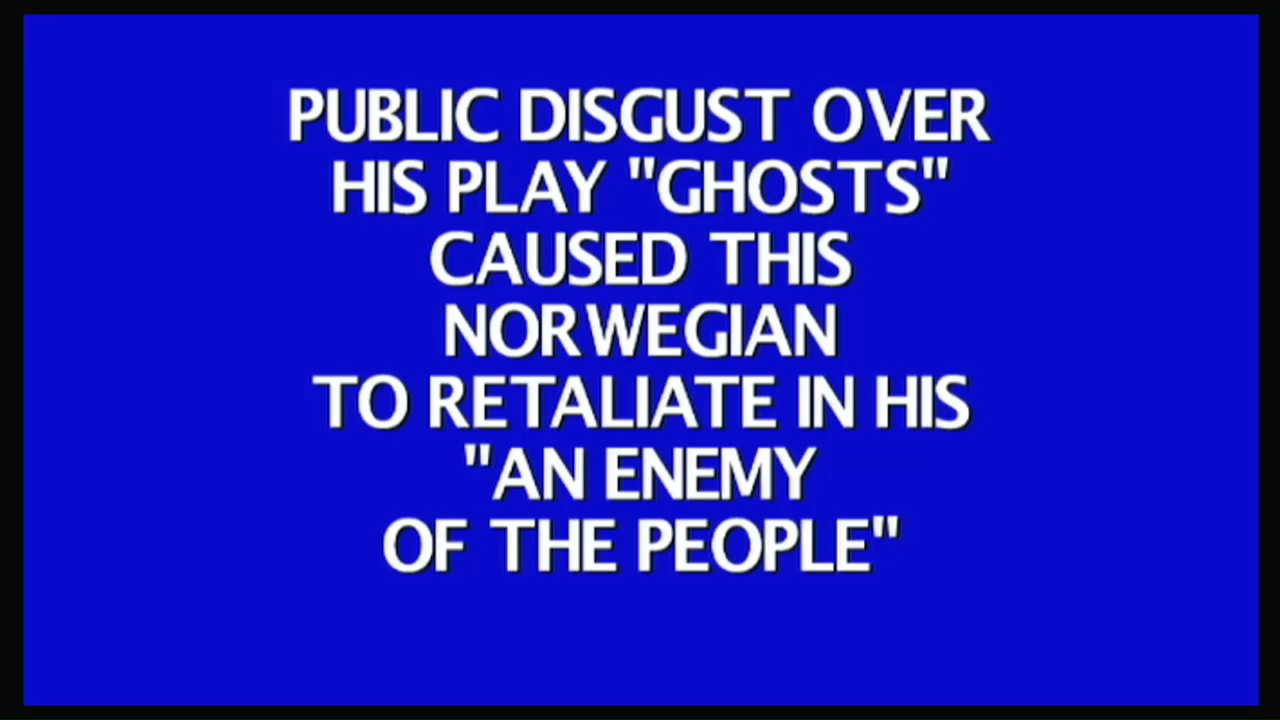 PUBLIC DISGUST OVER
HIS PLAY "GHOSTS"
CAUSED THIS
NORWEGIAN
TO RETALIATE IN HIS
"AN ENEMY
OF THE PEOPLE"